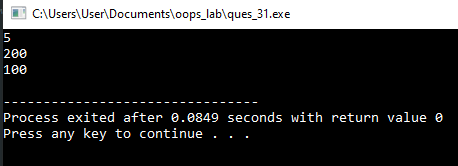 C:\Users\User\Documents\oops_lab\ques_31.exe
5
200
100
--------------------------------
Process exited after 0.0849 seconds with return value 0
Press any key to continue . . .